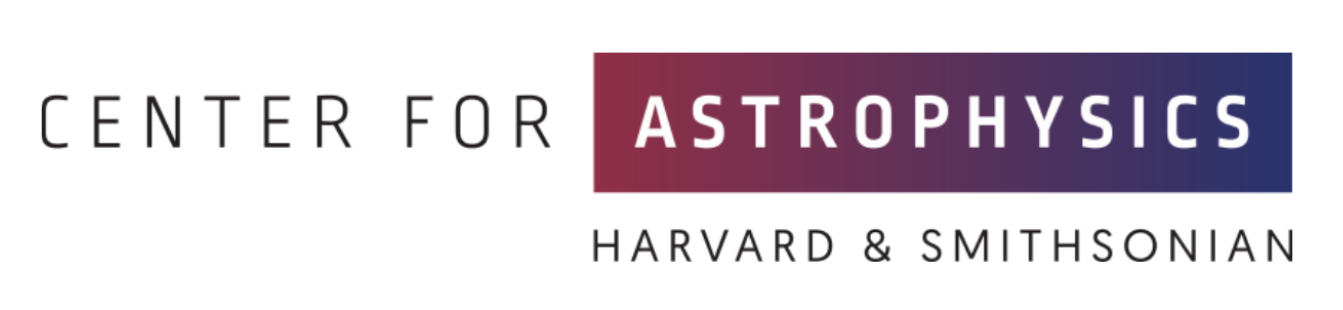 CENTER FOR ASTROPHYSICS
HARVARD & SMITHSONIAN